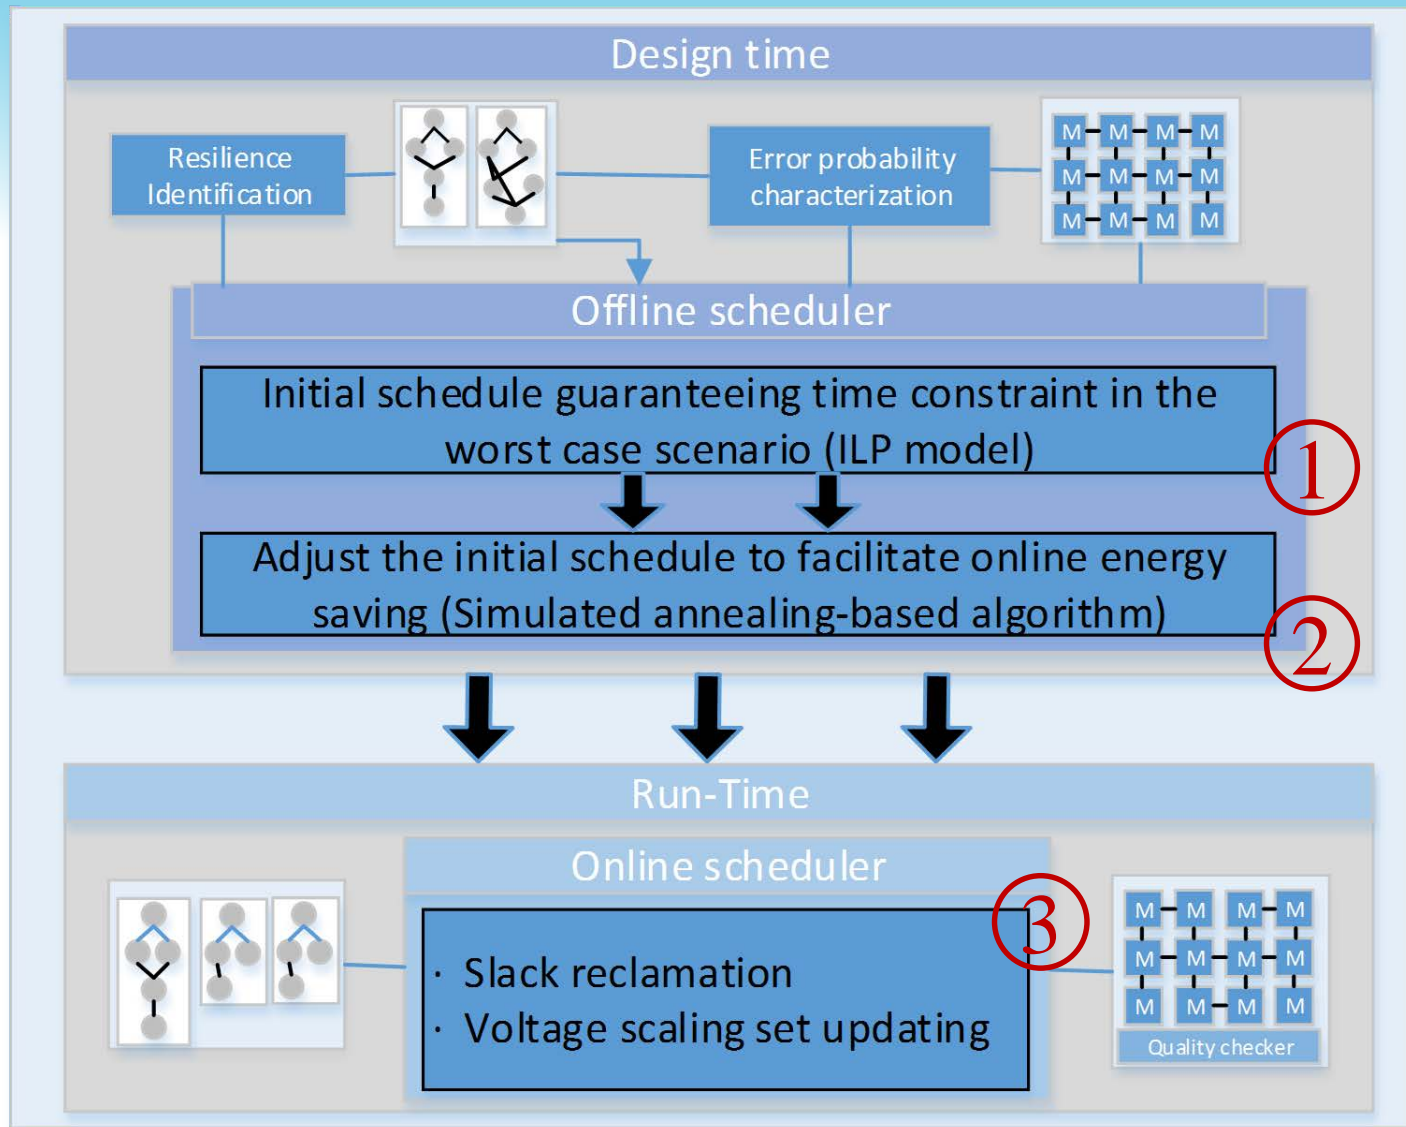 Design time
Resilience
Identification
Error probability
characterization
M M M M
M M M M
M M M M
Offline scheduler
Initial schedule guaranteeing time constraint in the
worst case scenario (ILP model)
①
Adjust the initial schedule to facilitate online energy
saving (Simulated annealing-based algorithm)
②
Run-Time
Online scheduler
③
· Slack reclamation
· Voltage scaling set updating
M M M M
M M M M
M M M M
Quality checker